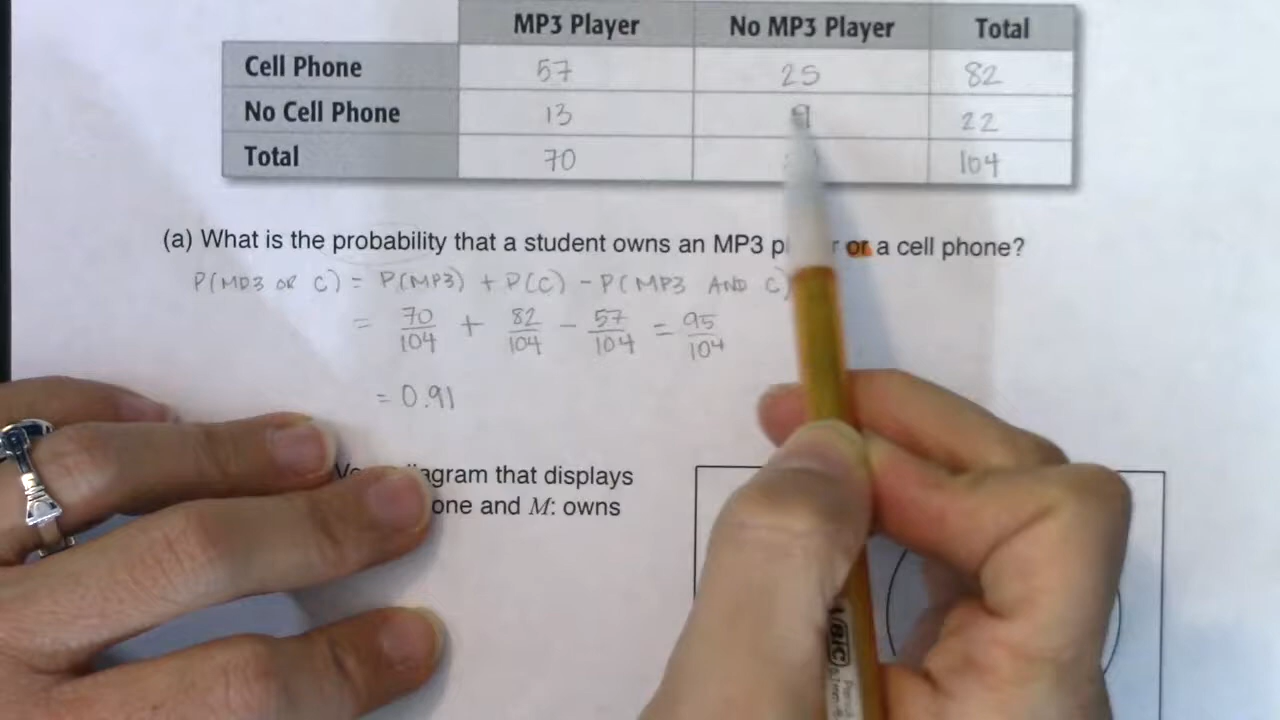 MP3 Player No MP3 Player Total
Cell Phone 57 25 82
No Cell Phone 13 9 22
Total 70 104
(a) What is the probability that a student owns an MP3 or a cell phone?
P(MP3 OR C) = P(MP3) + P(C) - P(MP3 AND C)
= 70/104 + 82/104 - 57/104 = 95/104
= 0.91
that displays
and M: owns
BIC